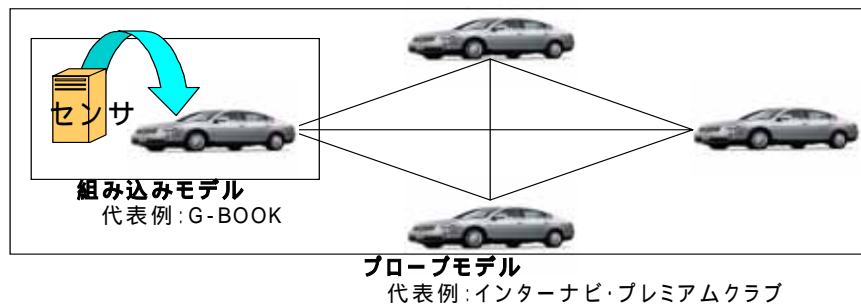 センサ
組み込みモデル
代表例:G-BOOK
プローブモデル
代表例:インターナビ・プレミアムクラブ